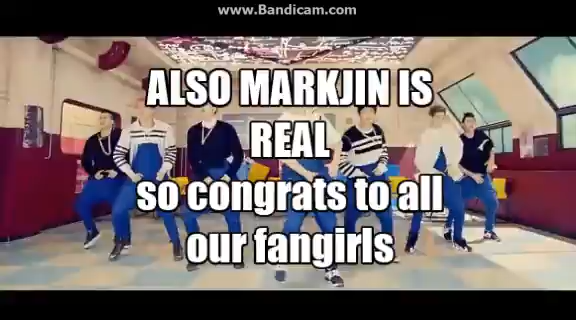 www.Bandicam.com
ALSO MARKJIN IS
REAL
so congrats to all
our fangirls